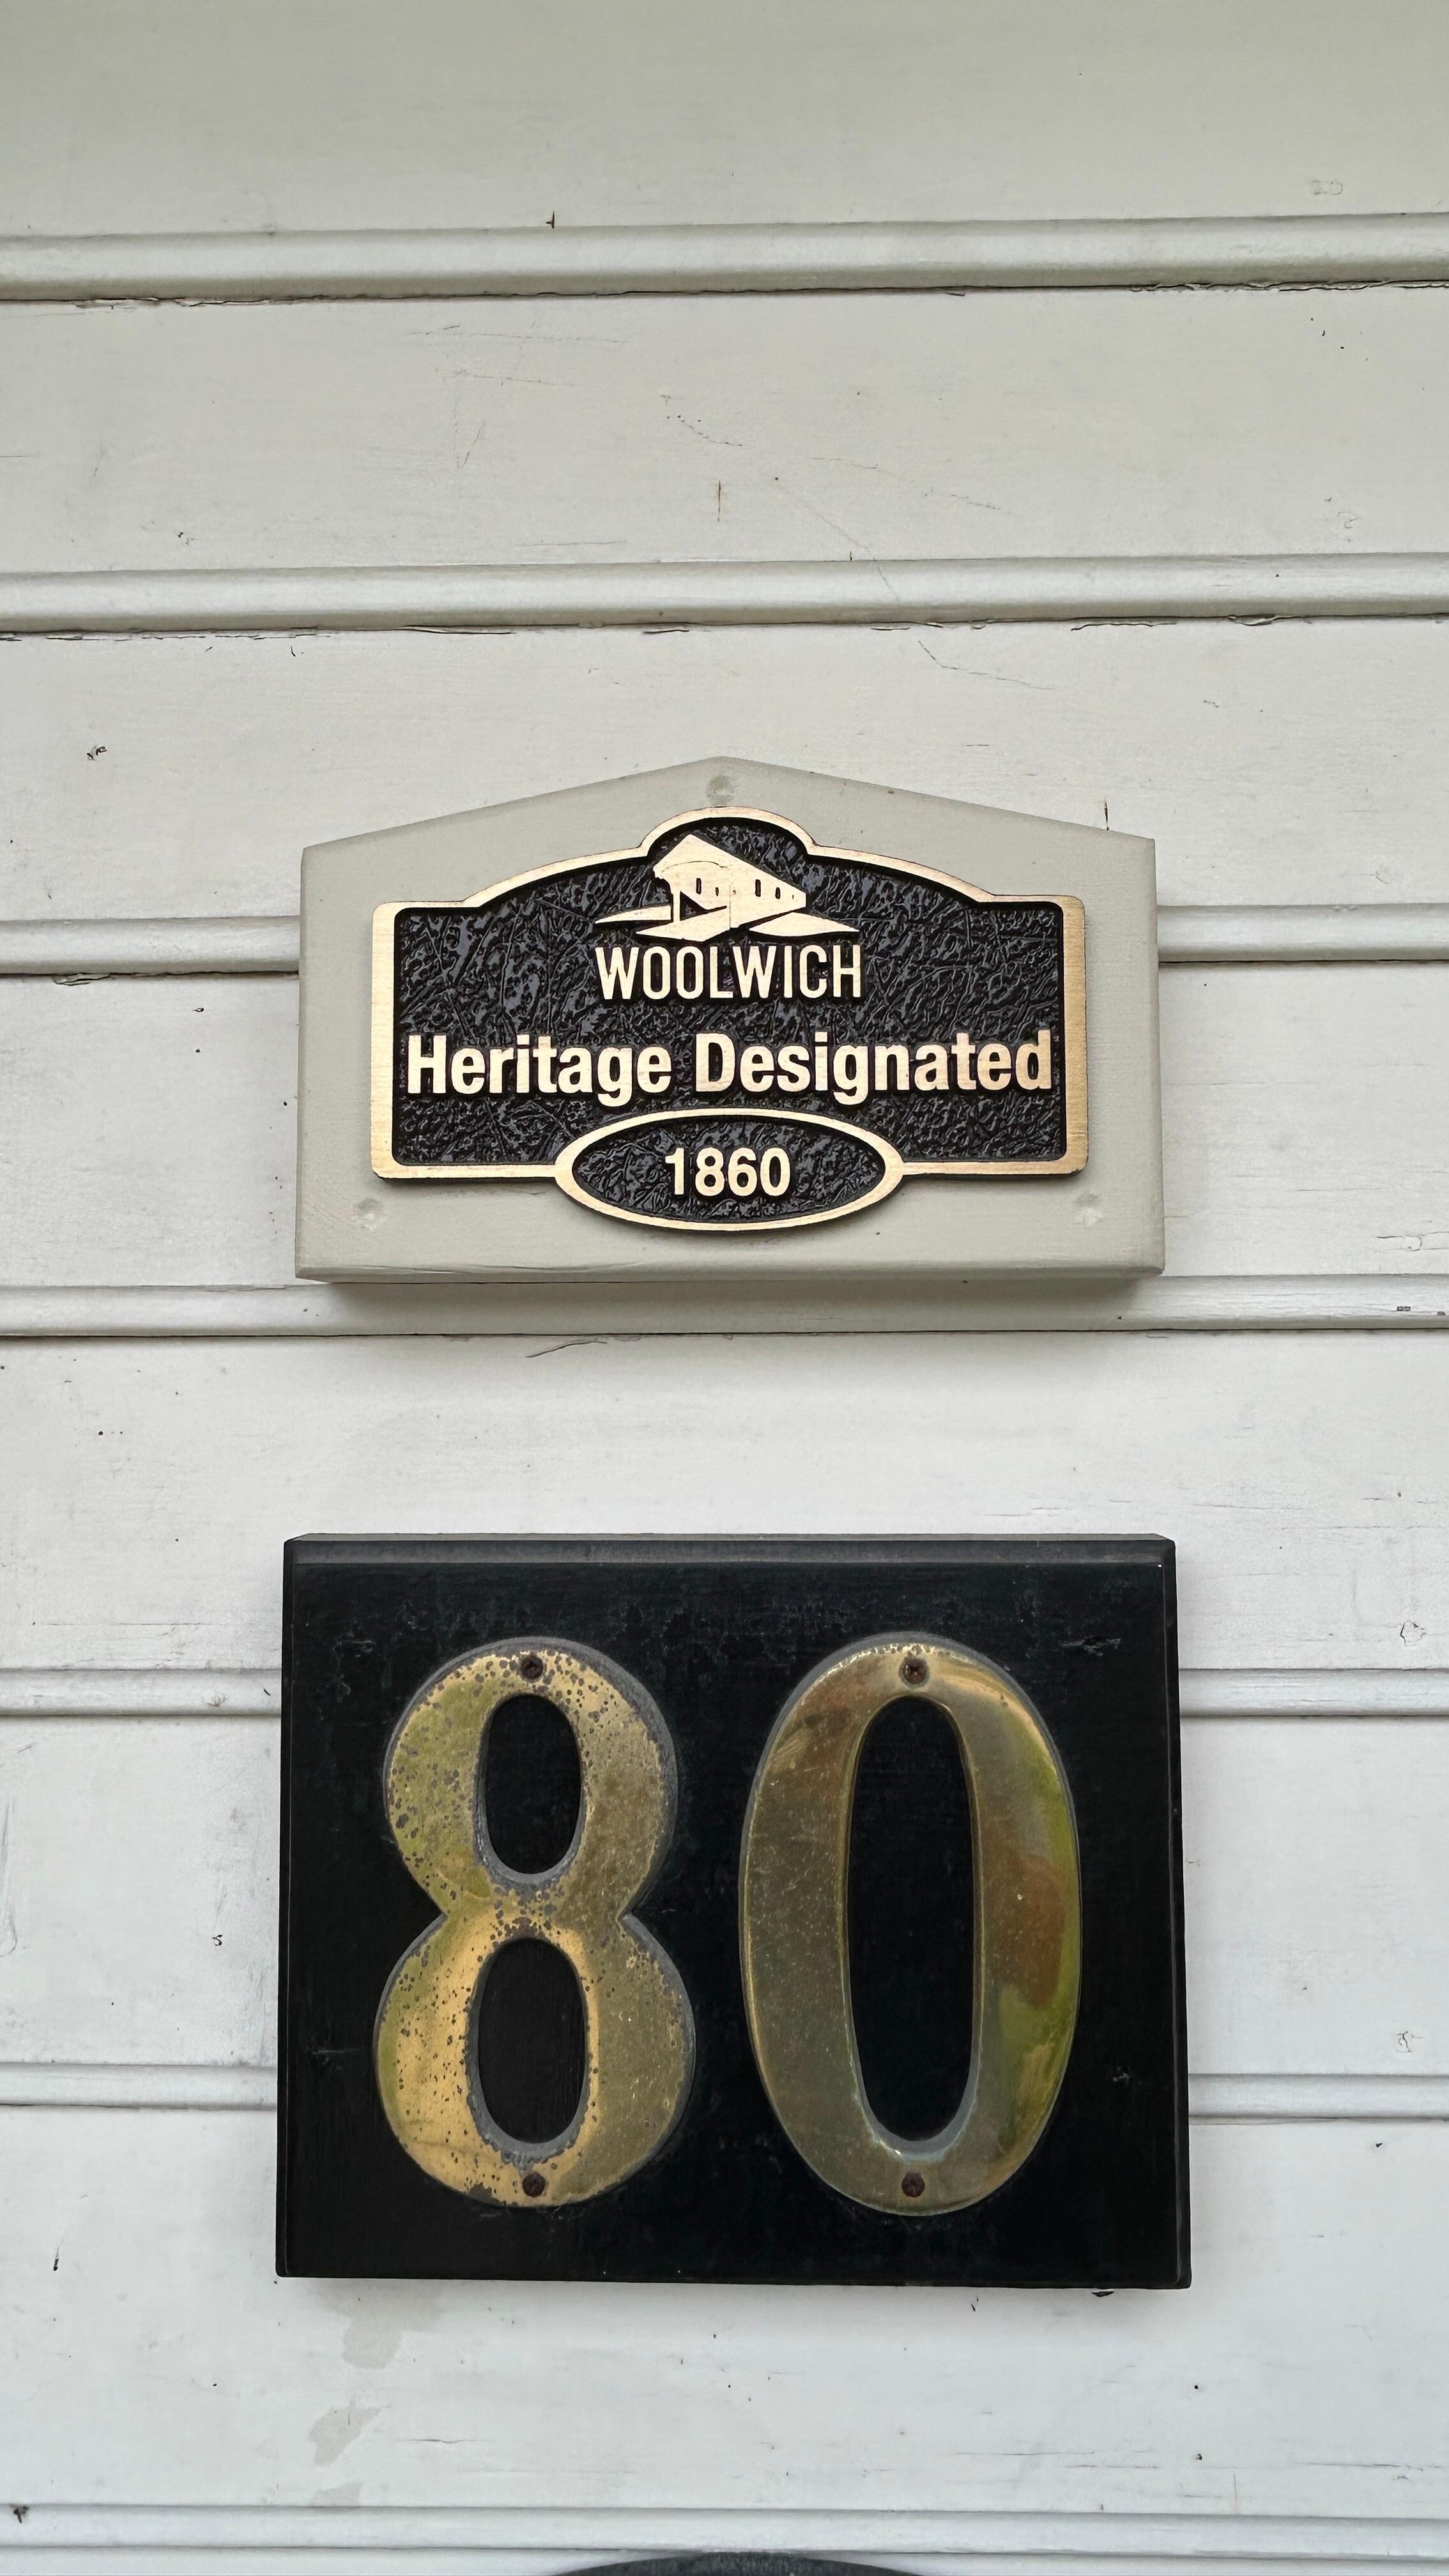 WOOLWICH
Heritage Designated
1860
80